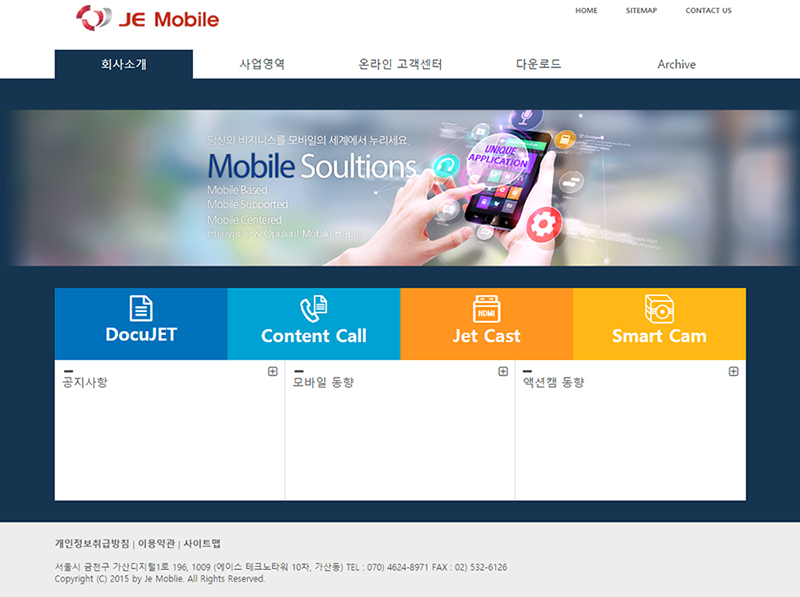 JE Mobile
HOME SITEMAP CONTACT US
회사소개 사업영역 온라인 고객센터 다운로드 Archive
당신의 비지니스를 모바일의 세계에서 누리세요.
Mobile Soultions
Mobile Based
Mobile Supported
Mobile Centered
Enjoyable & Opulent Mobile
UNIQUE
APPLICATION
HDMI
DocuJET Content Call Jet Cast Smart Cam
공지사항 모바일 동향 액션캠 동향
개인정보취급방침 | 이용약관 | 사이트맵
서울시 금천구 가산디지털1로 196, 1009 (에이스 테크노타워 10차, 가산동) TEL : 070) 4624-8971 FAX : 02) 532-6126
Copyright (C) 2015 by Je Moblie. All Rights Reserved.